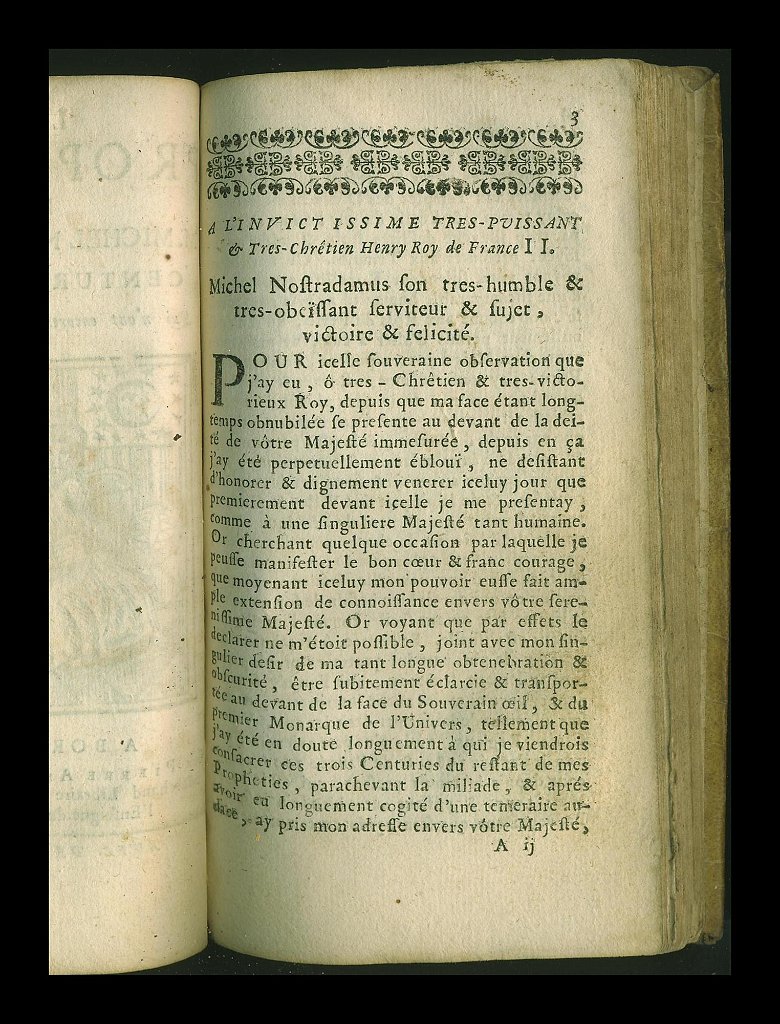 3
A L'INVICTISSIME TRES-PVISSANT
& Tres-Chrêtien Henry Roy de France II.
Michel Noſtradamus ſon tres-humble &
tres-obeïſſant ſerviteur & ſujet,
victoire & felicité.
POUR icelle ſouveraine obſervation que
j'ay eu, ô tres-Chrêtien & tres-victo-
rieux Roy, depuis que ma face étant long-
temps obnubilée ſe preſente au devant de la dei-
té de vôtre Majeſté immeſurée, depuis en ça
j'ay été perpetuellement éblouï, ne deſiſtant
d'honorer & dignement venerer iceluy jour que
premierement devant icelle je me preſentay,
comme à une ſinguliere Majeſté tant humaine.
Or cherchant quelque occaſion par laquelle je
peuſſe manifeſter le bon cœur & franc courage,
que moyenant iceluy mon pouvoir euſſe fait am-
ple extenſion de connoiſſance envers vôtre ſere-
niſſime Majeſté. Or voyant que par effets le
declarer ne m'étoit poſſible, joint avec mon ſin-
gulier deſir de ma tant longue obtenebration &
obſcurité, être ſubitement éclarcie & tranſpor-
tée au devant de la face du Souverain œil, & du
premier Monarque de l'Univers, tellement que
j'ay été en doute longuement à qui je viendrois
conſacrer ces trois Centuries du reſtant de mes
Propheties, parachevant la miliade, & aprés
avoir eu longuement cogité d'une temeraire au-
dace, ay pris mon adreſſe envers vôtre Majeſté,
A ij